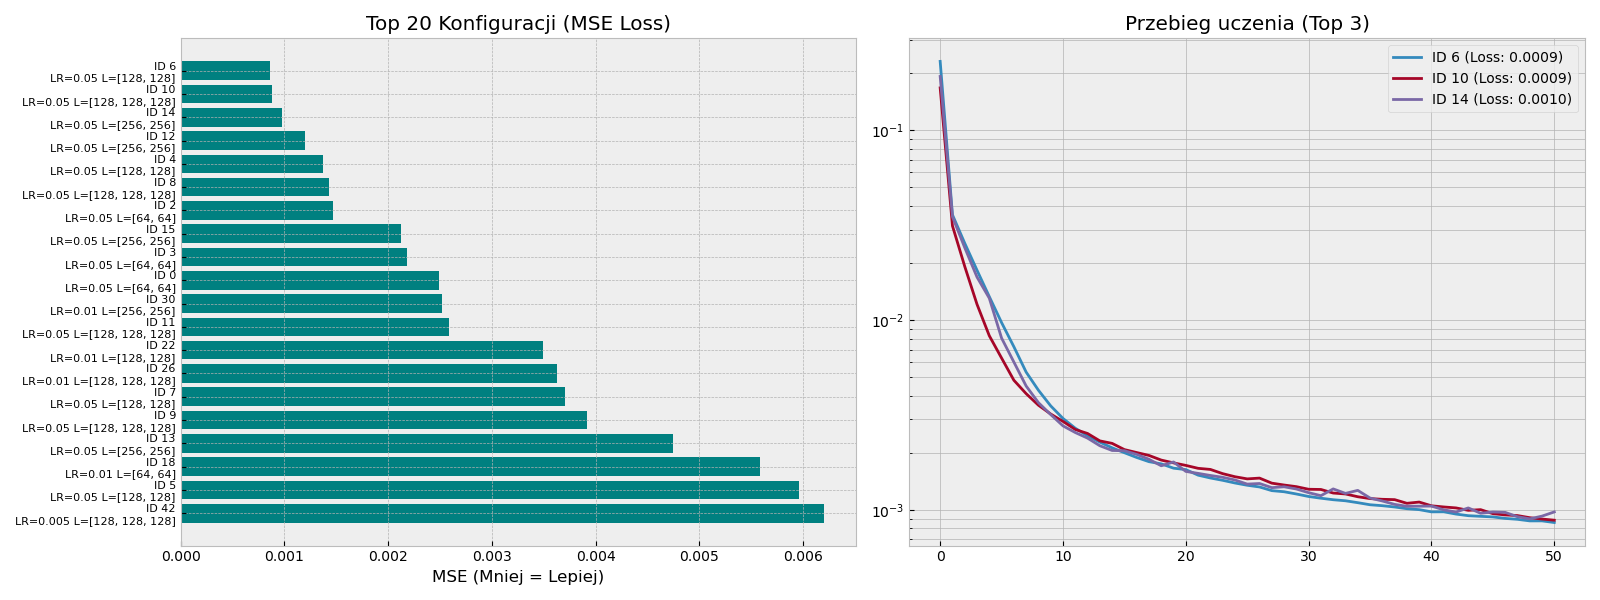 Top 20 Konfiguracji (MSE Loss)
ID 6
LR=0.05 L=[128, 128]
ID 10
LR=0.05 L=[128, 128, 128]
ID 14
LR=0.05 L=[256, 256]
ID 12
LR=0.05 L=[256, 256]
ID 4
LR=0.05 L=[128, 128]
ID 8
LR=0.05 L=[128, 128, 128]
ID 2
LR=0.05 L=[64, 64]
ID 15
LR=0.05 L=[256, 256]
ID 3
LR=0.05 L=[64, 64]
ID 0
LR=0.05 L=[64, 64]
ID 30
LR=0.01 L=[256, 256]
ID 11
LR=0.05 L=[128, 128, 128]
ID 22
LR=0.01 L=[128, 128]
ID 26
LR=0.01 L=[128, 128, 128]
ID 7
LR=0.05 L=[128, 128]
ID 9
LR=0.05 L=[128, 128, 128]
ID 13
LR=0.05 L=[256, 256]
ID 18
LR=0.01 L=[64, 64]
ID 5
LR=0.05 L=[128, 128]
ID 42
LR=0.005 L=[128, 128, 128]
0.000 0.001 0.002 0.003 0.004 0.005 0.006
MSE (Mniej = Lepiej)
Przebieg uczenia (Top 3)
ID 6 (Loss: 0.0009)
ID 10 (Loss: 0.0009)
ID 14 (Loss: 0.0010)
10⁻¹
10⁻²
10⁻³
0 10 20 30 40 50